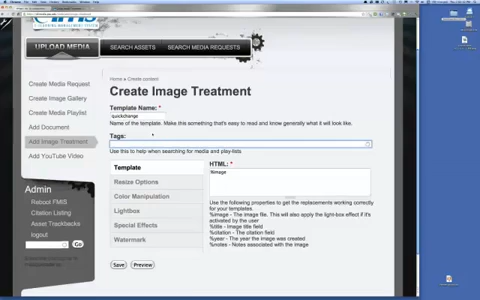 UPLOAD MEDIA
SEARCH ASSETS
SEARCH MEDIA REQUESTS
Create Media Request
Create Image Gallery
Create Media Playlist
Add Document
Add Image Treatment
Add YouTube Video
Admin
Reboot FMIS
Citation Listing
Asset Trackbacks
logout
Go
Home » Create content
Create Image Treatment
Template Name: *
quickchange
Name of the template. Make this something that's easy to read and know generally what it will look like.
Tags:
Use this to help when searching for media and play-lists
Template
Resize Options
Color Manipulation
Lightbox
Special Effects
Watermark
HTML: *
%image
Use the following properties to get the replacements working correctly
for your templates.
%image - The image file. This will also apply the light-box effect if it's
activated by the user
%title - Image title field
%citation - The citation field
%year - The year the image was created
%notes - Notes associated with the image
Save
Preview